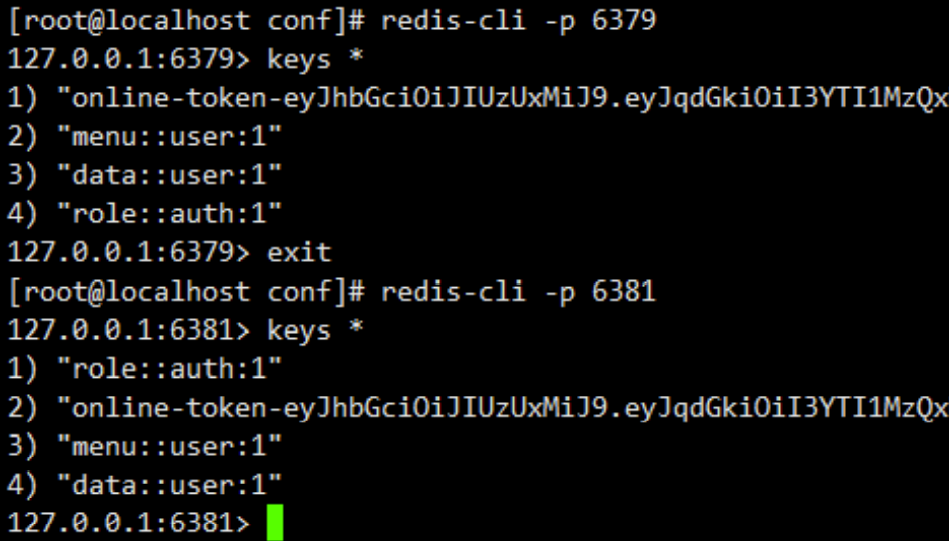 [root@localhost conf]# redis-cli -p 6379
127.0.0.1:6379> keys *
1) "online-token-eyJhbGciOiJIUzUxMiJ9.eyJqdGkiOiI3YTI1MzQx
2) "menu::user:1"
3) "data::user:1"
4) "role::auth:1"
127.0.0.1:6379> exit
[root@localhost conf]# redis-cli -p 6381
127.0.0.1:6381> keys *
1) "role::auth:1"
2) "online-token-eyJhbGciOiJIUzUxMiJ9.eyJqdGkiOiI3YTI1MzQx
3) "menu::user:1"
4) "data::user:1"
127.0.0.1:6381>